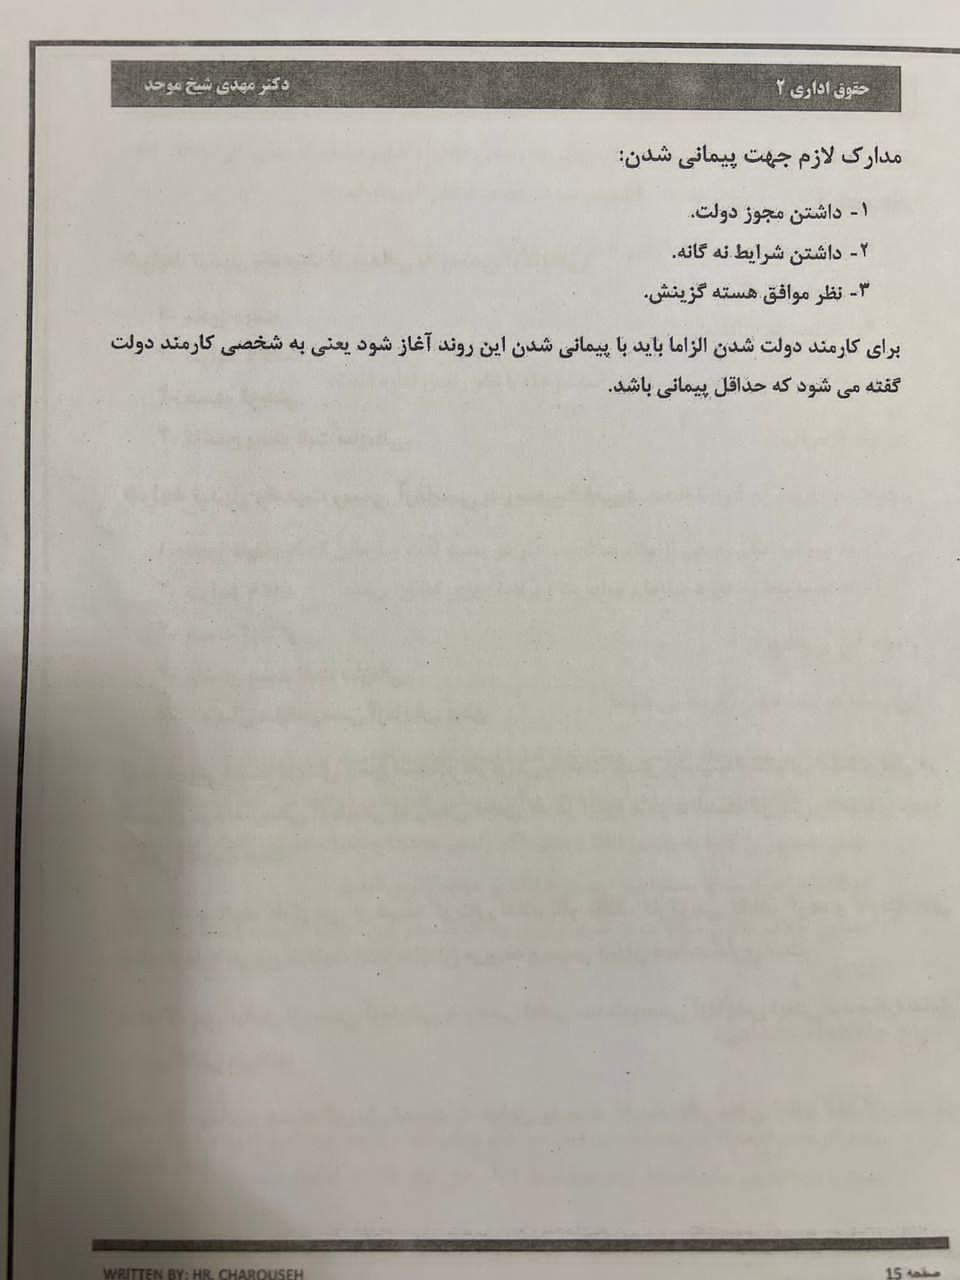 حقوق اداری ۲
دکتر مهدی شیخ موحد
مدارک لازم جهت پیمانی شدن:
۱- داشتن مجوز دولت.
۲- داشتن شرایط نه گانه.
۳- نظر موافق هسته گزینش.
برای کارمند دولت شدن الزاما باید با پیمانی شدن این روند آغاز شود یعنی به شخصی کارمند دولت
گفته می شود که حداقل پیمانی باشد.
صفحه 15
WRITTEN BY: HR. CHAROUSEH